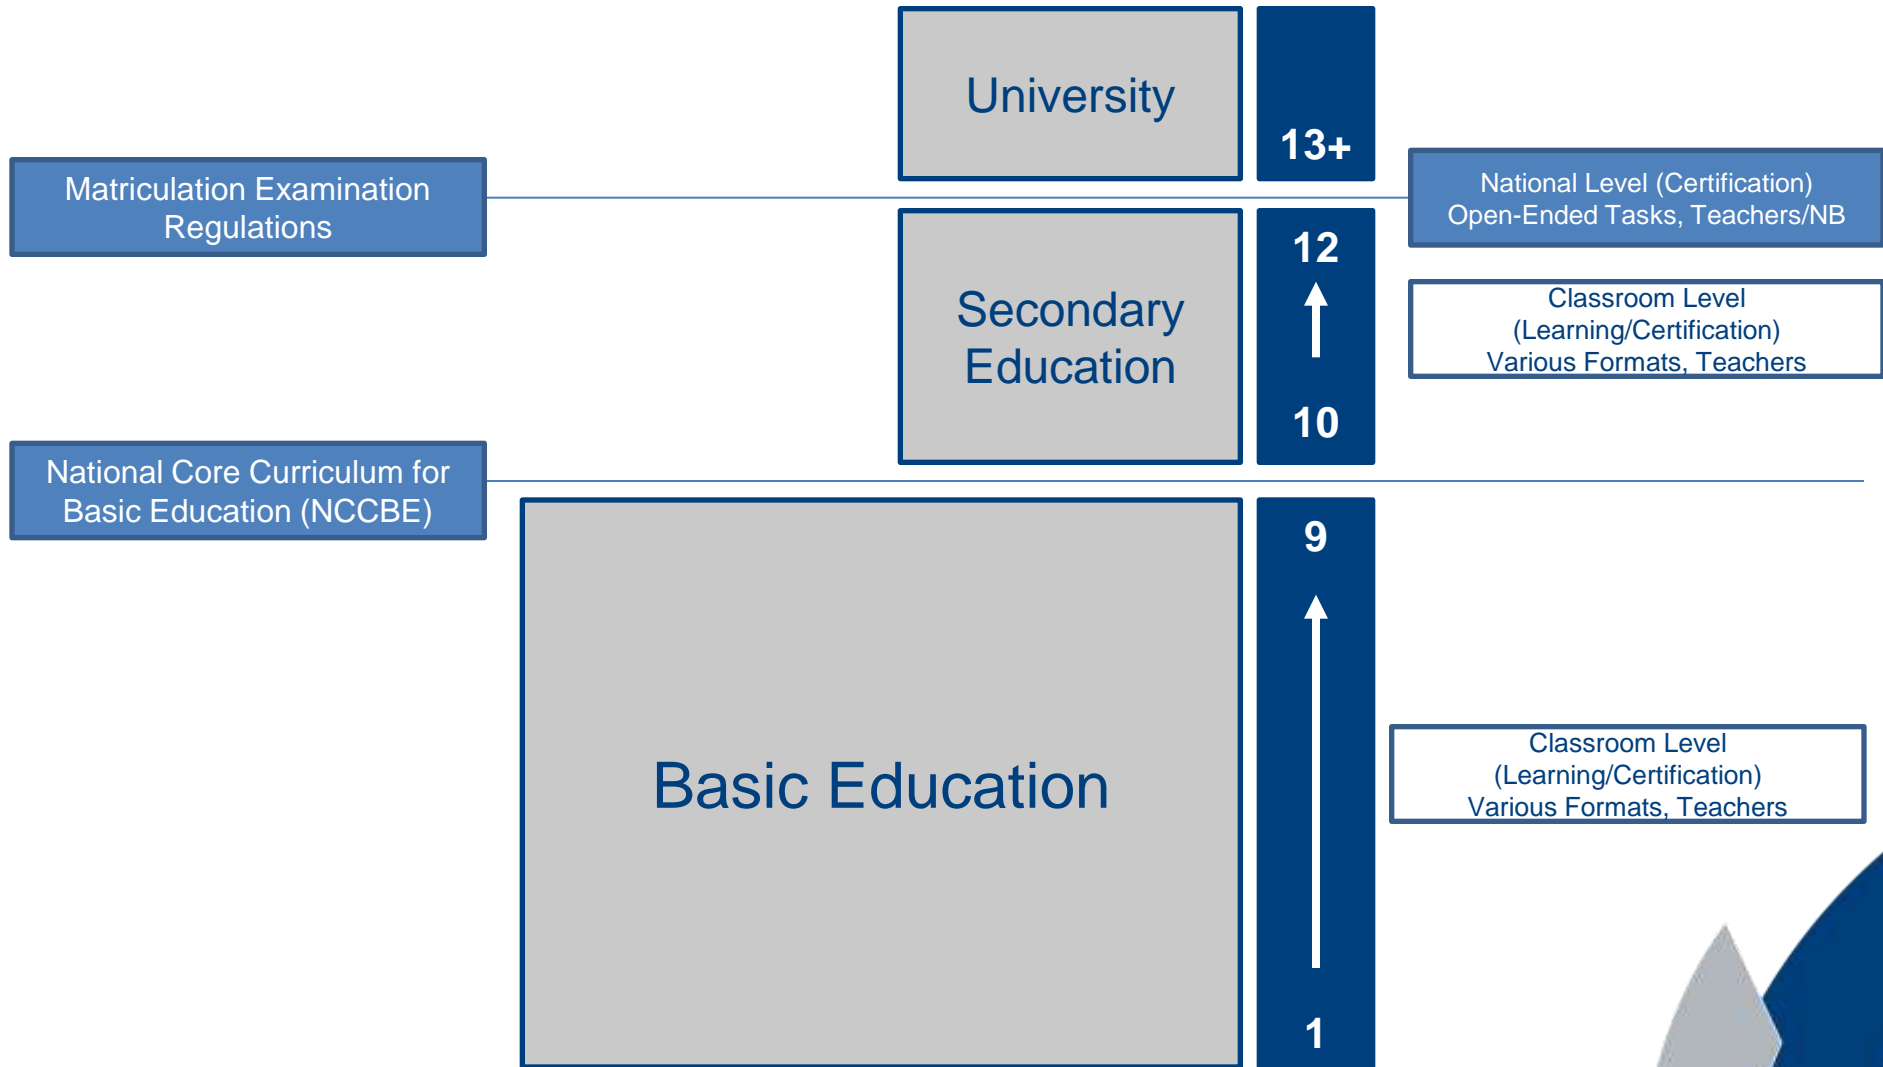 University
13+
Matriculation Examination
Regulations
National Level (Certification)
Open-Ended Tasks, Teachers/NB
Secondary
Education
12
10
Classroom Level
(Learning/Certification)
Various Formats, Teachers
National Core Curriculum for
Basic Education (NCCBE)
9
Basic Education
Classroom Level
(Learning/Certification)
Various Formats, Teachers
1